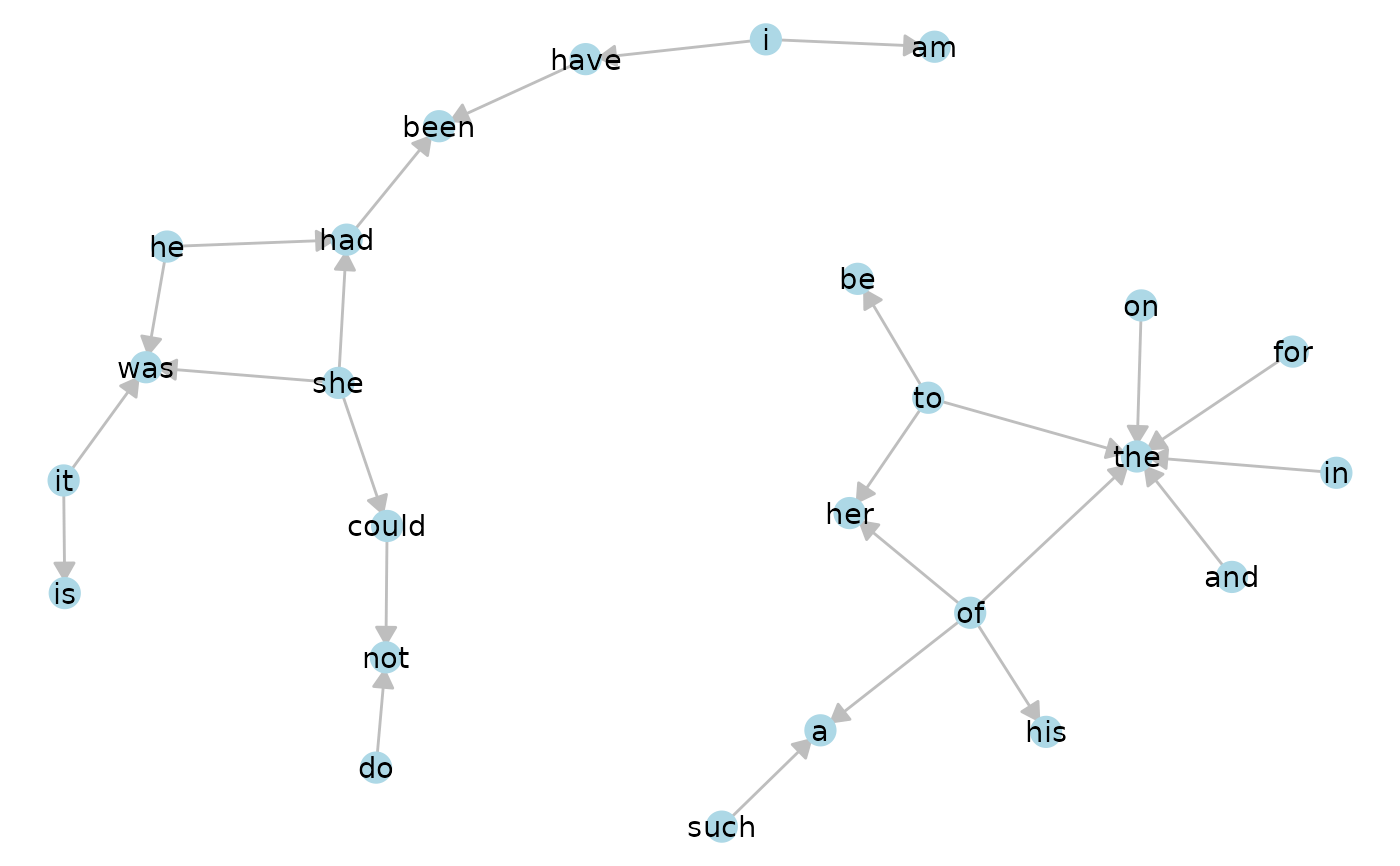 i
am
have
been
he
had
be
on
for
was
she
to
the
in
it
her
could
is
and
of
not
a
his
do
such